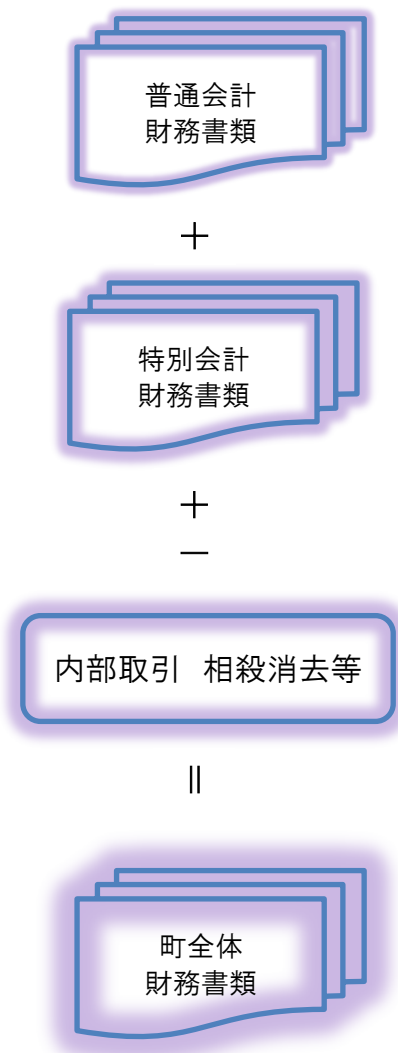 普通会計
財務書類
＋
特別会計
財務書類
＋
－
内部取引　相殺消去等
＝
町全体
財務書類